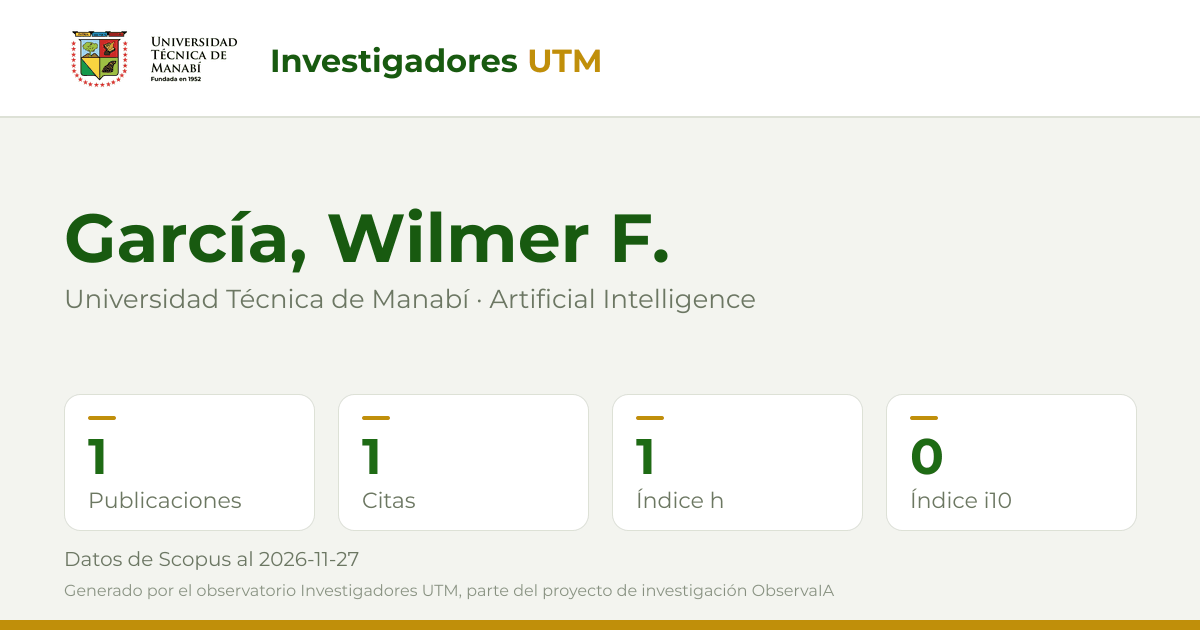 UNIVERSIDAD
TÉCNICA DE
MANABÍ
Fundada en 1952
Investigadores UTM
García, Wilmer F.
Universidad Técnica de Manabí · Artificial Intelligence
1
Publicaciones
1
Citas
1
Índice h
0
Índice i10
Datos de Scopus al 2026-11-27
Generado por el observatorio Investigadores UTM, parte del proyecto de investigación ObservaIA